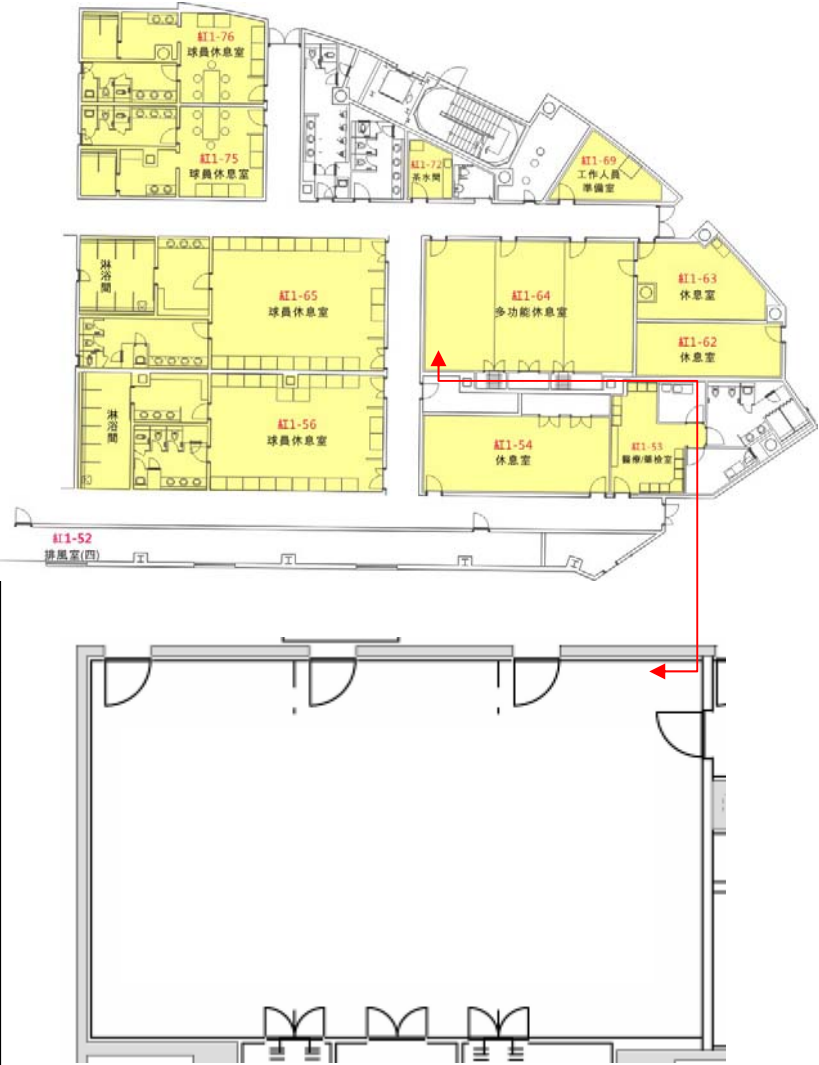 紅1-76
球員休息室
紅1-75
球員休息室
紅1-72
茶水間
紅1-69
工作人員
準備室
淋浴間
紅1-65
球員休息室
紅1-64
多功能休息室
紅1-63
休息室
紅1-62
休息室
淋浴間
紅1-56
球員休息室
紅1-54
休息室
紅1-53
醫療/藥檢室
紅1-52
排風室(四)